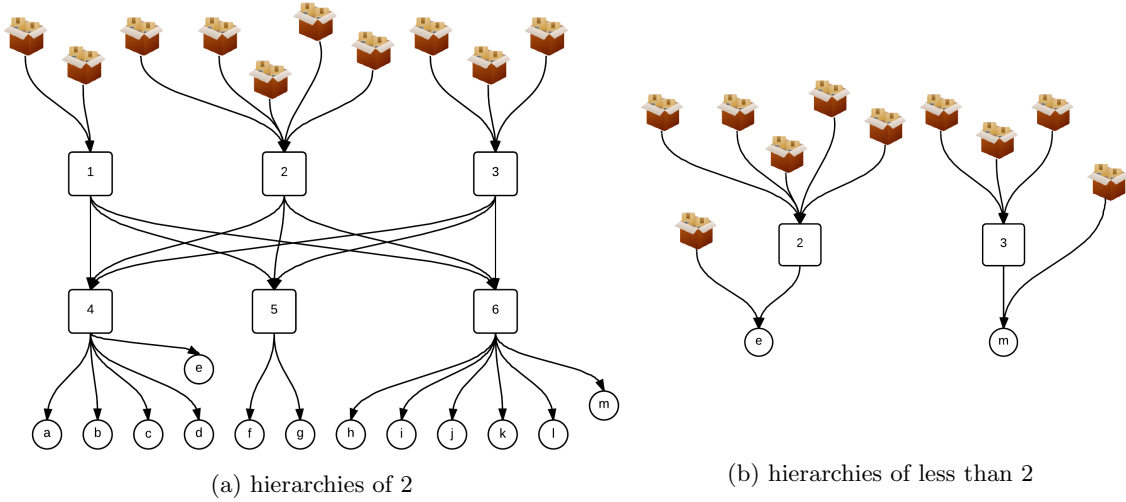 1
2
3
4
5
6
e
a
b
c
d
f
g
h
i
j
k
l
m
(a) hierarchies of 2
2
3
e
m
(b) hierarchies of less than 2